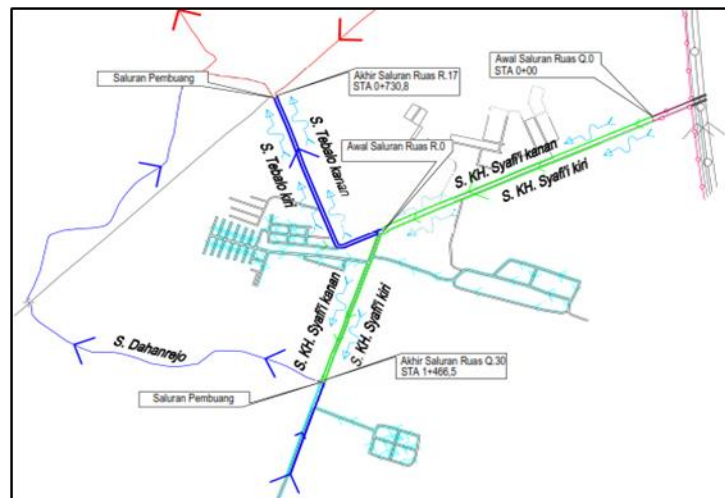 Saluran Pembuang
Akhir Saluran Ruas R.17
STA 0+730,8
Awal Saluran Ruas Q.0
STA 0+00
Awal Saluran Ruas R.0
S. Tebalo kanan
S. Tebalo kiri
S. KH. Syafi'i kanan
S. KH. Syafi'i kiri
S. KH. Syafi'i kanan
S. KH. Syafi'i kiri
S. Dahanrejo
Akhir Saluran Ruas Q.30
STA 1+466,5
Saluran Pembuang